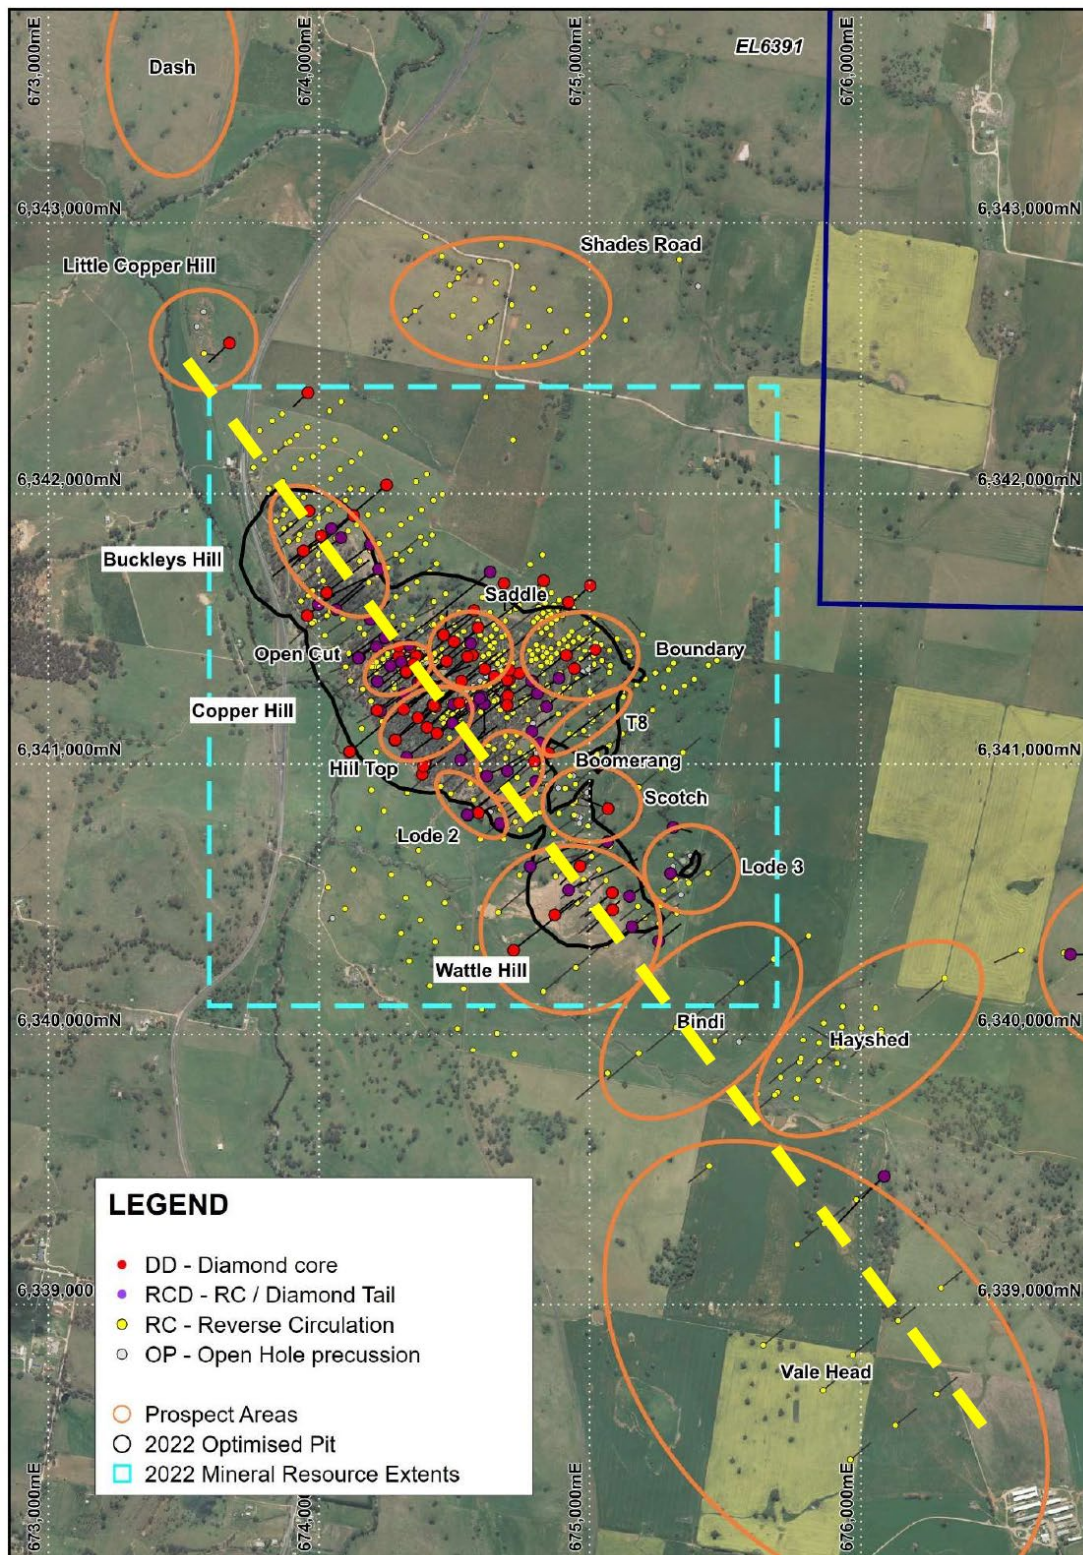 673,000mE
674,000mE
675,000mE
676,000mE
EL6391
Dash
6,343,000mN
6,343,000mN
Shades Road
Little Copper Hill
6,342,000mN
6,342,000mN
Buckleys Hill
Saddle
Open Cut
Boundary
Copper Hill
T8
6,341,000mN
6,341,000mN
Hill Top
Boomerang
Scotch
Lode 2
Lode 3
Wattle Hill
6,340,000mN
6,340,000mN
Bindi
Hayshed
LEGEND
DD - Diamond core
RCD - RC / Diamond Tail
RC - Reverse Circulation
OP - Open Hole precussion
Prospect Areas
2022 Optimised Pit
2022 Mineral Resource Extents
6,339,000
6,339,000mN
Vale Head
673,000mE
674,000mE
675,000mE
676,000mE